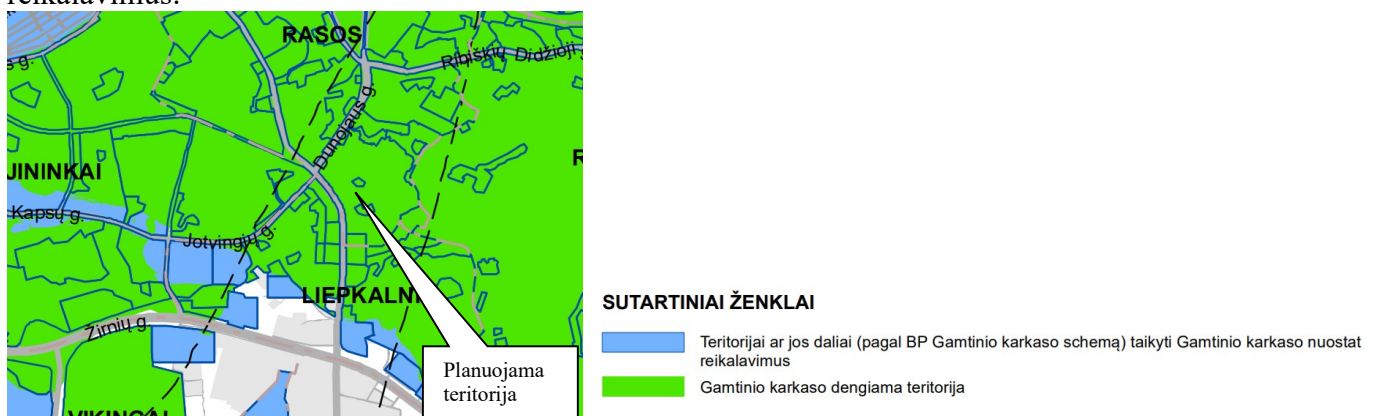 reikalavimus.
RASOS
Ribiškių Didžioji
s g.
Dunojaus g.
R
JININKAI
Kapsų g.
Jotvingių g.
LIEPKALNI
Žirnių g.
Planuojama
teritorija
VIKINGAI
SUTARTINIAI ŽENKLAI
Teritorijai ar jos daliai (pagal BP Gamtinio karkaso schemą) taikyti Gamtinio karkaso nuostat
reikalavimus
Gamtinio karkaso dengiama teritorija